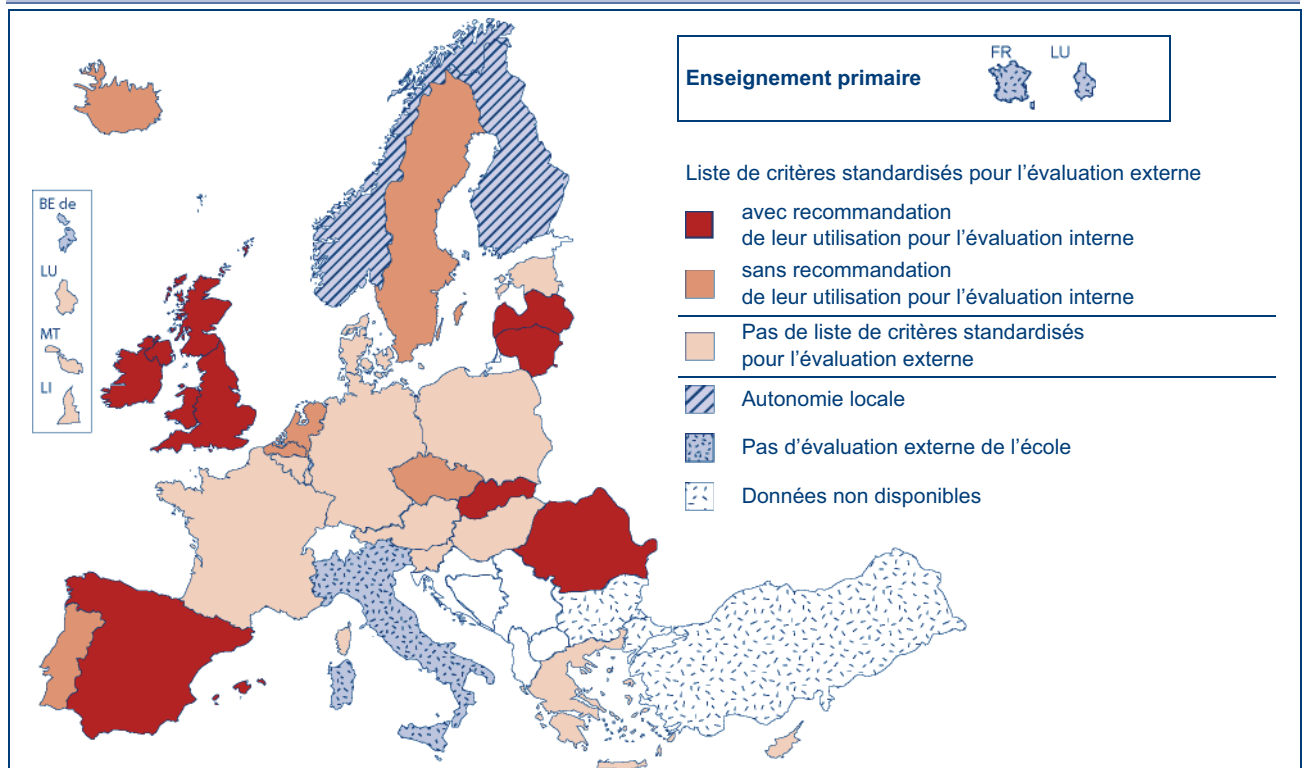 FR LU
Enseignement primaire
Liste de critères standardisés pour l’évaluation externe
avec recommandation
de leur utilisation pour l’évaluation interne
sans recommandation
de leur utilisation pour l’évaluation interne
Pas de liste de critères standardisés
pour l’évaluation externe
Autonomie locale
Pas d’évaluation externe de l’école
Données non disponibles
BE de
LU
MT
LI